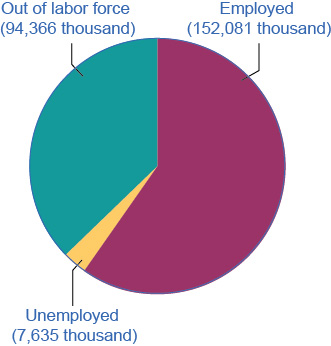 Out of labor force
(94,366 thousand)
Employed
(152,081 thousand)
Unemployed
(7,635 thousand)